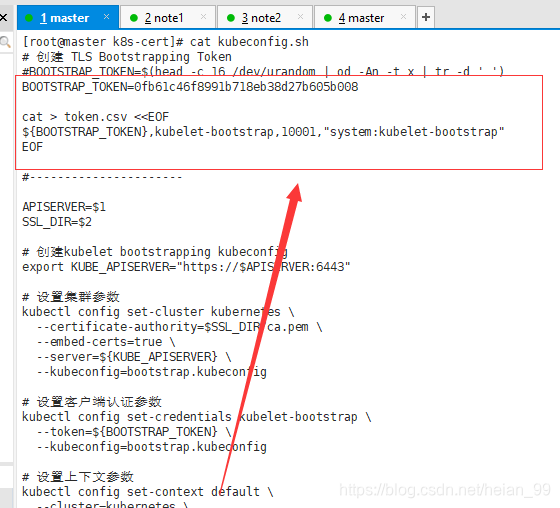 1 master
2 note1
3 note2
4 master
[root@master k8s-cert]# cat kubeconfig.sh
# 创建 TLS Bootstrapping Token
#BOOTSTRAP_TOKEN=$(head -c 16 /dev/urandom | od -An -t x | tr -d ' ')
BOOTSTRAP_TOKEN=0fb61c46f8991b718eb38d27b605b008
cat > token.csv <<EOF
${BOOTSTRAP_TOKEN},kubelet-bootstrap,10001,"system:kubelet-bootstrap"
EOF
#----------------------
APISERVER=$1
SSL_DIR=$2
# 创建kubelet bootstrapping kubeconfig
export KUBE_APISERVER="https://$APISERVER:6443"
# 设置集群参数
kubectl config set-cluster kubernetes \
--certificate-authority=$SSL_DIR/ca.pem \
--embed-certs=true \
--server=${KUBE_APISERVER} \
--kubeconfig=bootstrap.kubeconfig
# 设置客户端认证参数
kubectl config set-credentials kubelet-bootstrap \
--token=${BOOTSTRAP_TOKEN} \
--kubeconfig=bootstrap.kubeconfig
# 设置上下文参数
kubectl config set-context default \
--cluster=kubernetes \
https://blog.csdn.net/heian_99